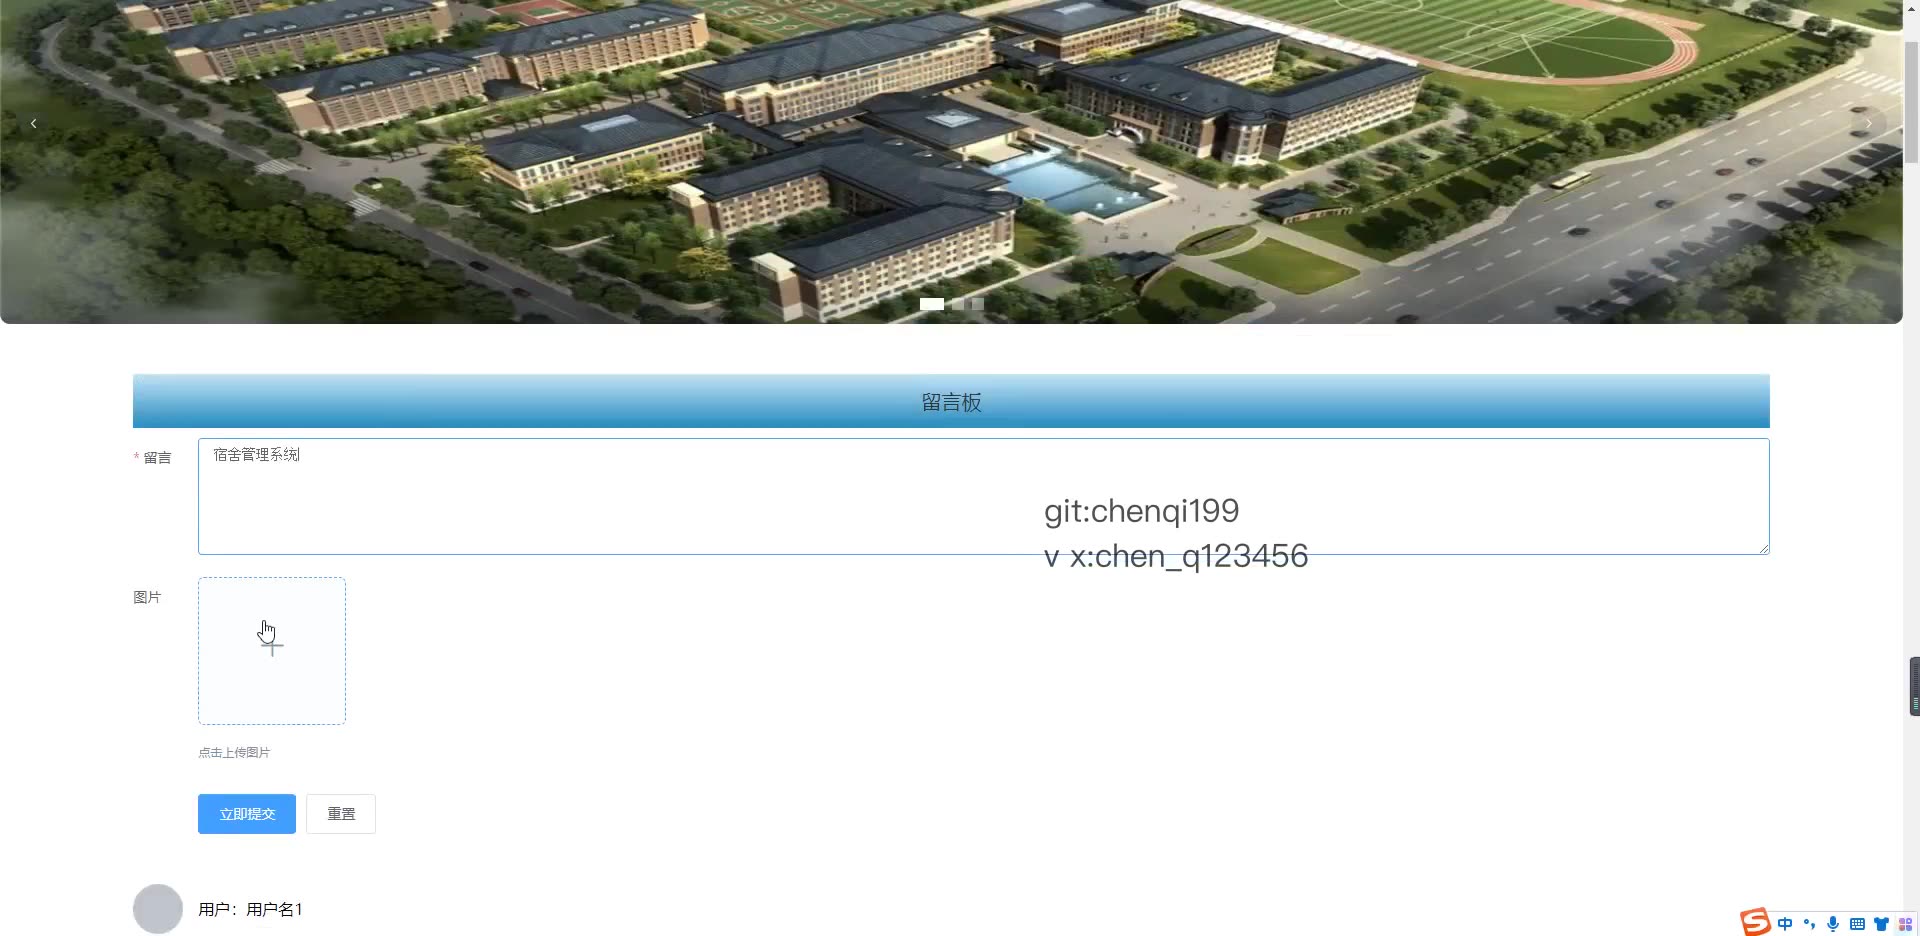 留言板
* 留言
宿舍管理系统
git:chenqi199
v x:chen_q123456
图片
点击上传图片
立即提交
重置
用户：用户名1
中